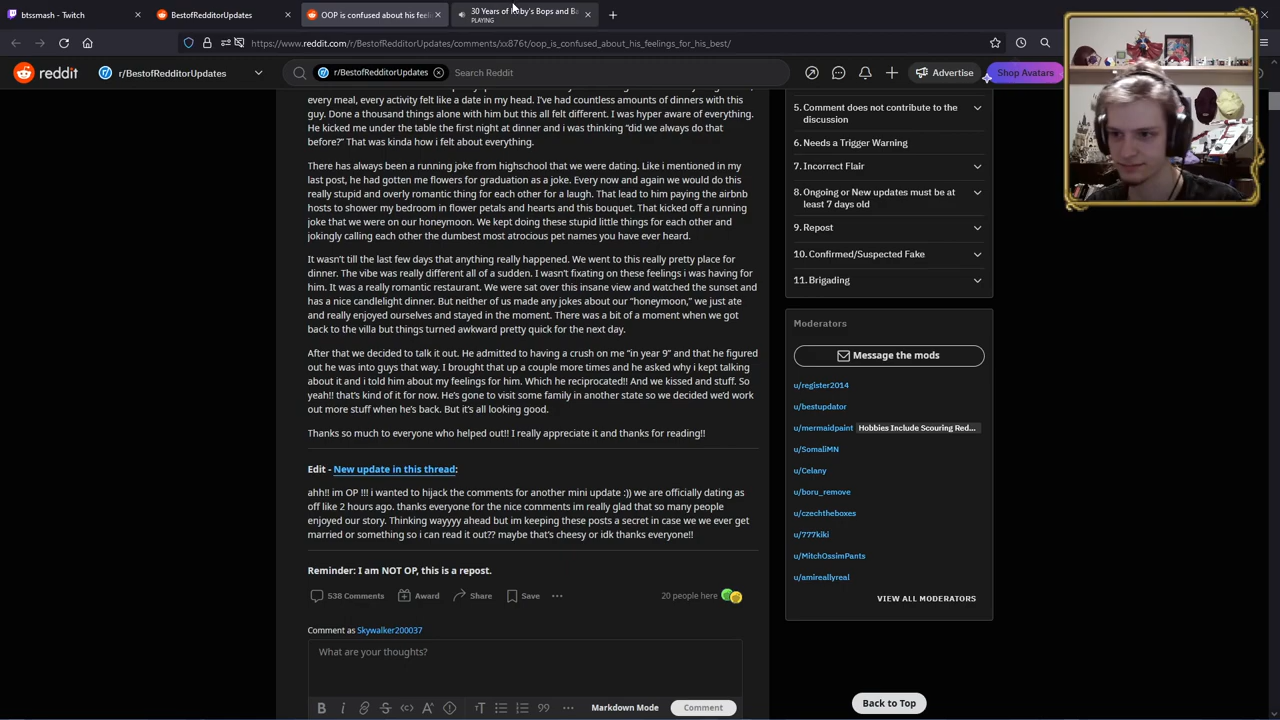 btssmash - Twitch
BestofRedditorUpdates
OOP is confused about his feeli
30 Years of Kirby's Bops and Ba
PLAYING
https://www.reddit.com/r/BestofRedditorUpdates/comments/xx876t/oop_is_confused_about_his_feelings_for_his_best/
reddit
r/BestofRedditorUpdates
r/BestofRedditorUpdates
Search Reddit
Advertise
Shop Avatars
every meal, every activity felt like a date in my head. I've had countless amounts of dinners with this
guy. Done a thousand things alone with him but this all felt different. I was hyper aware of everything.
He kicked me under the table the first night at dinner and i was thinking "did we always do that
before?" That was kinda how i felt about everything.
There has always been a running joke from highschool that we were dating. Like i mentioned in my
last post, he had gotten me flowers for graduation as a joke. Every now and again we would do this
really stupid and overly romantic thing for each other for a laugh. That lead to him paying the airbnb
hosts to shower my bedroom in flower petals and hearts and this bouquet. That kicked off a running
joke that we were on our honeymoon. We kept doing these stupid little things for each other and
jokingly calling each other the dumbest most atrocious pet names you have ever heard.
It wasn't till the last few days that anything really happened. We went to this really pretty place for
dinner. The vibe was really different all of a sudden. I wasn't fixating on these feelings i was having for
him. It was a really romantic restaurant. We were sat over this insane view and watched the sunset and
has a nice candlelight dinner. But neither of us made any jokes about our "honeymoon," we just ate
and really enjoyed ourselves and stayed in the moment. There was a bit of a moment when we got
back to the villa but things turned awkward pretty quick for the next day.
After that we decided to talk it out. He admitted to having a crush on me "in year 9" and that he figured
out he was into guys that way. I brought that up a couple more times and he asked why i kept talking
about it and i told him about my feelings for him. Which he reciprocated!! And we kissed and stuff. So
yeah!! that's kind of it for now. He's gone to visit some family in another state so we decided we'd work
out more stuff when he's back. But it's all looking good.
Thanks so much to everyone who helped out!! I really appreciate it and thanks for reading!!
Edit - New update in this thread:
ahh!! im OP !!! i wanted to hijack the comments for another mini update :)) we are officially dating as
off like 2 hours ago. thanks everyone for the nice comments im really glad that so many people
enjoyed our story. Thinking wayyyy ahead but im keeping these posts a secret in case we we ever get
married or something so i can read it out?? maybe that's cheesy or idk thanks everyone!!
Reminder: I am NOT OP, this is a repost.
538 Comments
Award
Share
Save
20 people here
Comment as Skywalker200037
What are your thoughts?
Markdown Mode
Comment
5. Comment does not contribute to the
discussion
6. Needs a Trigger Warning
7. Incorrect Flair
8. Ongoing or New updates must be at
least 7 days old
9. Repost
10. Confirmed/Suspected Fake
11. Brigading
Moderators
Message the mods
u/register2014
u/bestupdator
u/mermaidpaint Hobbies Include Scouring Red...
u/SomaliMN
u/Celany
u/boru_remove
u/czechtheboxes
u/777kiki
u/MitchOssimPants
u/amireallyreal
VIEW ALL MODERATORS
Back to Top